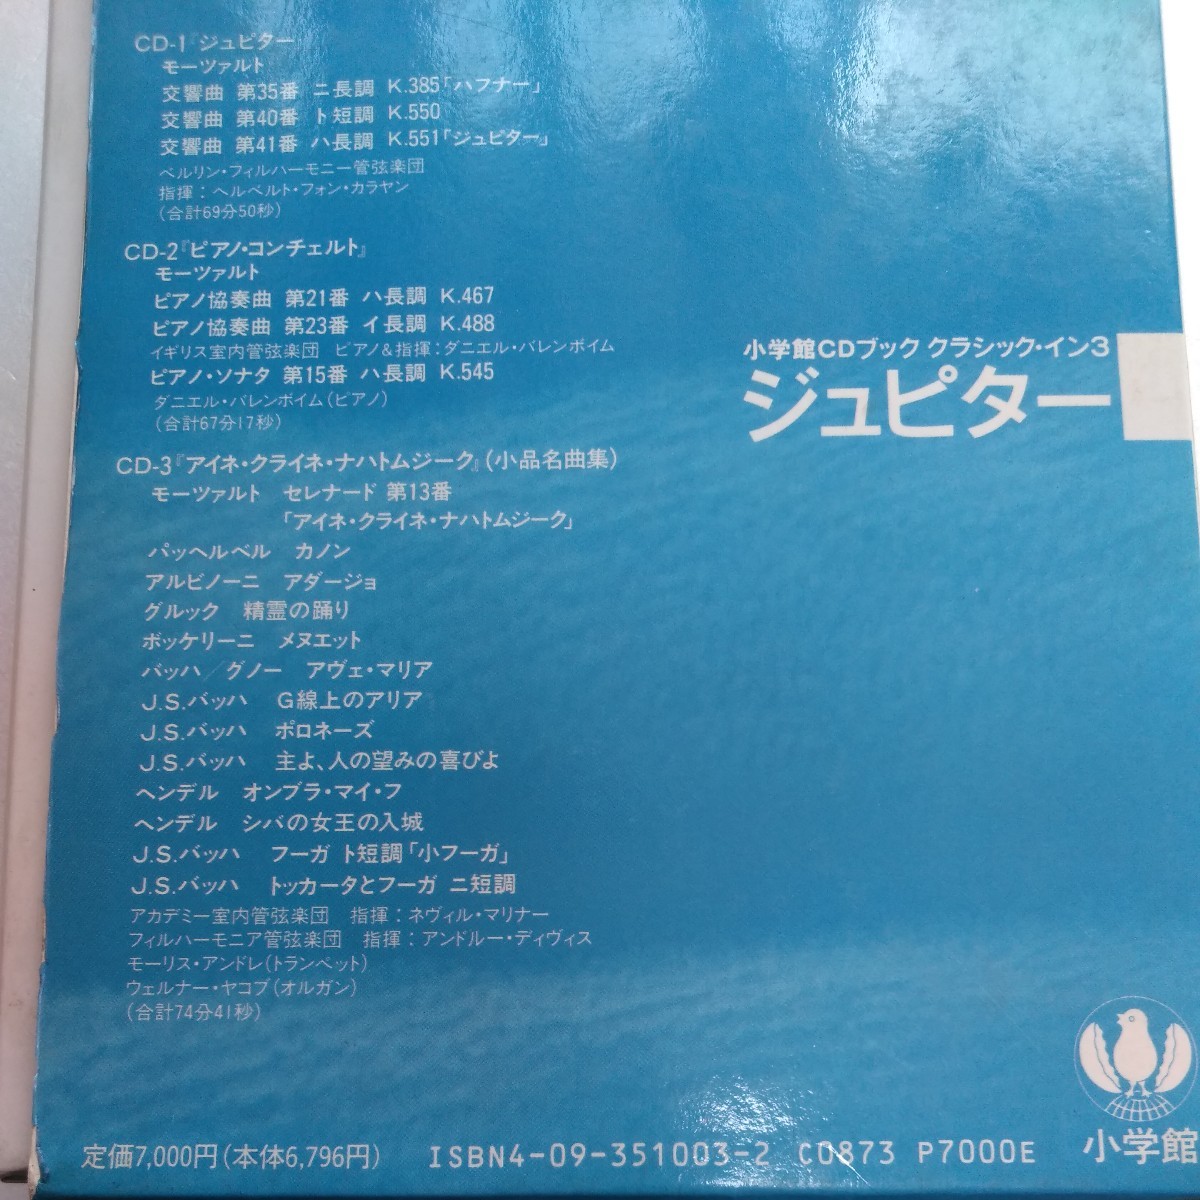 CD-1『ジュピター
モーツァルト
交響曲 第35番 ニ長調 K.385「ハフナー」
交響曲 第40番 ト短調 K.550
交響曲 第41番 ハ長調 K.551「ジュピター」
ベルリン・フィルハーモニー管弦楽団
指揮：ヘルベルト・フォン・カラヤン
(合計69分50秒)
CD-2『ピアノ・コンチェルト』
モーツァルト
ピアノ協奏曲 第21番 ハ長調 K.467
ピアノ協奏曲 第23番 イ長調 K.488
イギリス室内管弦楽団 ピアノ&指揮：ダニエル・バレンボイム
ピアノ・ソナタ 第15番 ハ長調 K.545
ダニエル・バレンボイム(ピアノ)
(合計67分17秒)
CD-3『アイネ・クライネ・ナハトムジーク』(小品名曲集)
モーツァルト セレナード 第13番
「アイネ・クライネ・ナハトムジーク」
パッヘルベル カノン
アルビノーニ アダージョ
グルック 精霊の踊り
ボッケリーニ メヌエット
バッハ／グノー アヴェ・マリア
J.S.バッハ G線上のアリア
J.S.バッハ ポロネーズ
J.S.バッハ 主よ、人の望みの喜びよ
ヘンデル オンブラ・マイ・フ
ヘンデル シバの女王の入城
J.S.バッハ フーガ ト短調「小フーガ」
J.S.バッハ トッカータとフーガ ニ短調
アカデミー室内管弦楽団 指揮：ネヴィル・マリナー
フィルハーモニア管弦楽団 指揮：アンドルー・ディヴィス
モーリス・アンドレ(トランペット)
ウェルナー・ヤコブ(オルガン)
(合計74分41秒)
小学館CDブック クラシック・イン3
ジュピター
定価7,000円(本体6,796円)
ISBN4-09-351003-2 C0873 P7000E
小学館